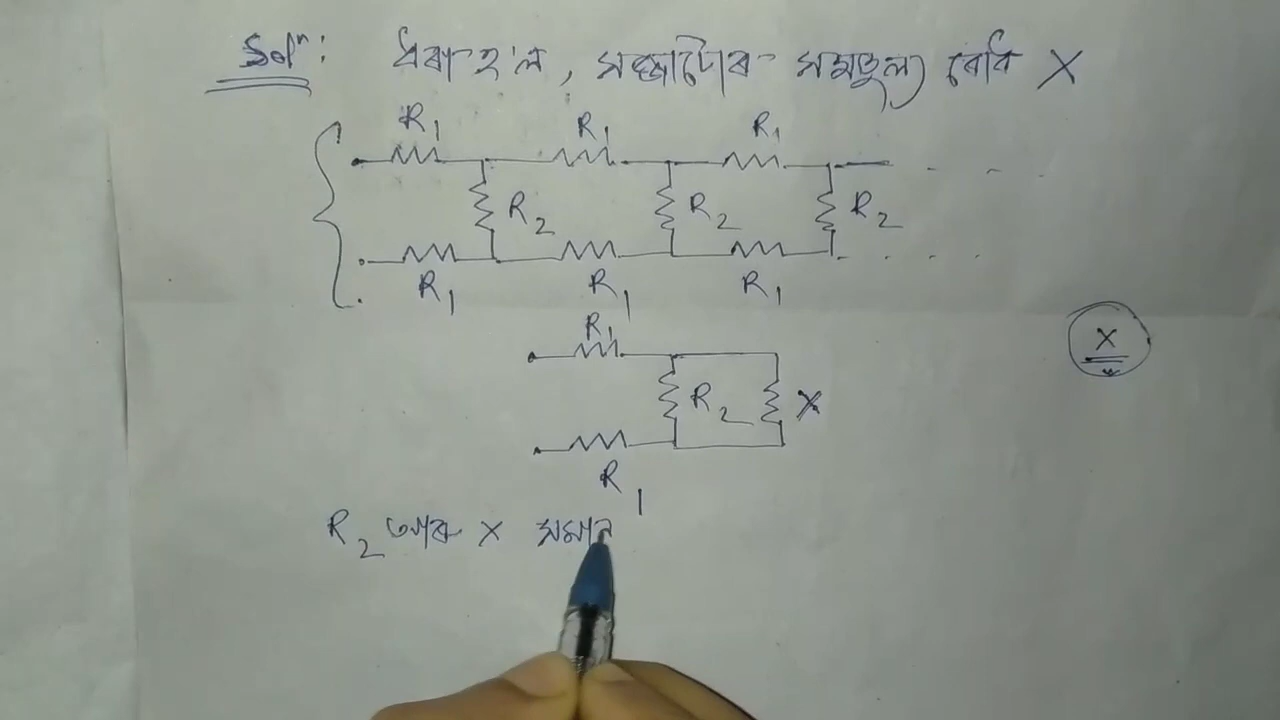 Solⁿ: ধৰা হ'ল, সজ্জাটোৰ সমতুল্য ৰোধ X
R₁ R₁ R₁
R₂ R₂ R₂
R₁ R₁ R₁
R₁
X
R₂ X
R₁
R₂ আৰু X সমান